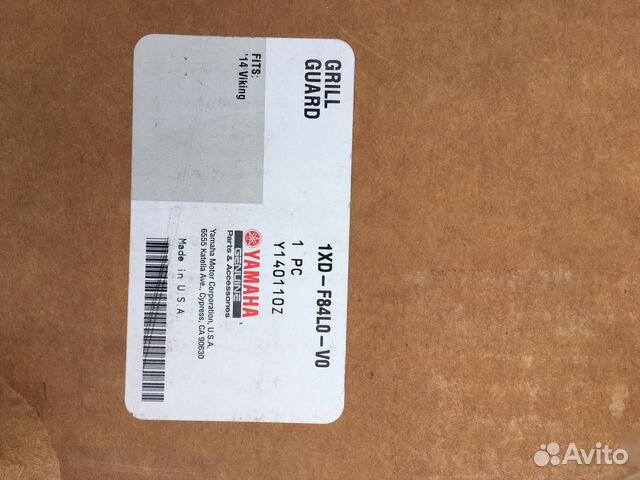 GRILL
GUARD
FITS:
'14 Viking
1XD-F84L0-V0
1 PC
Y140110Z
YAMAHA
GENUINE
Parts & Accessories
Yamaha Motor Corporation, U.S.A.
6555 Katella Ave., Cypress, CA 90630
Made in U.S.A.
Avito